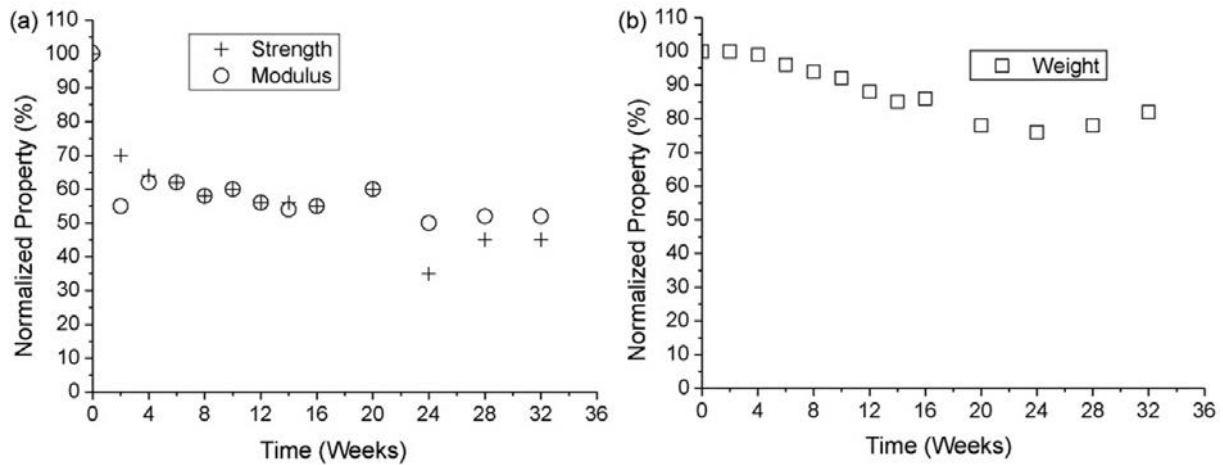 (a)
Strength
Modulus
Normalized Property (%)
110
100
90
80
70
60
50
40
30
20
10
0
0 4 8 12 16 20 24 28 32 36
Time (Weeks)
(b)
Weight
Normalized Property (%)
110
100
90
80
70
60
50
40
30
20
10
0
0 4 8 12 16 20 24 28 32 36
Time (Weeks)